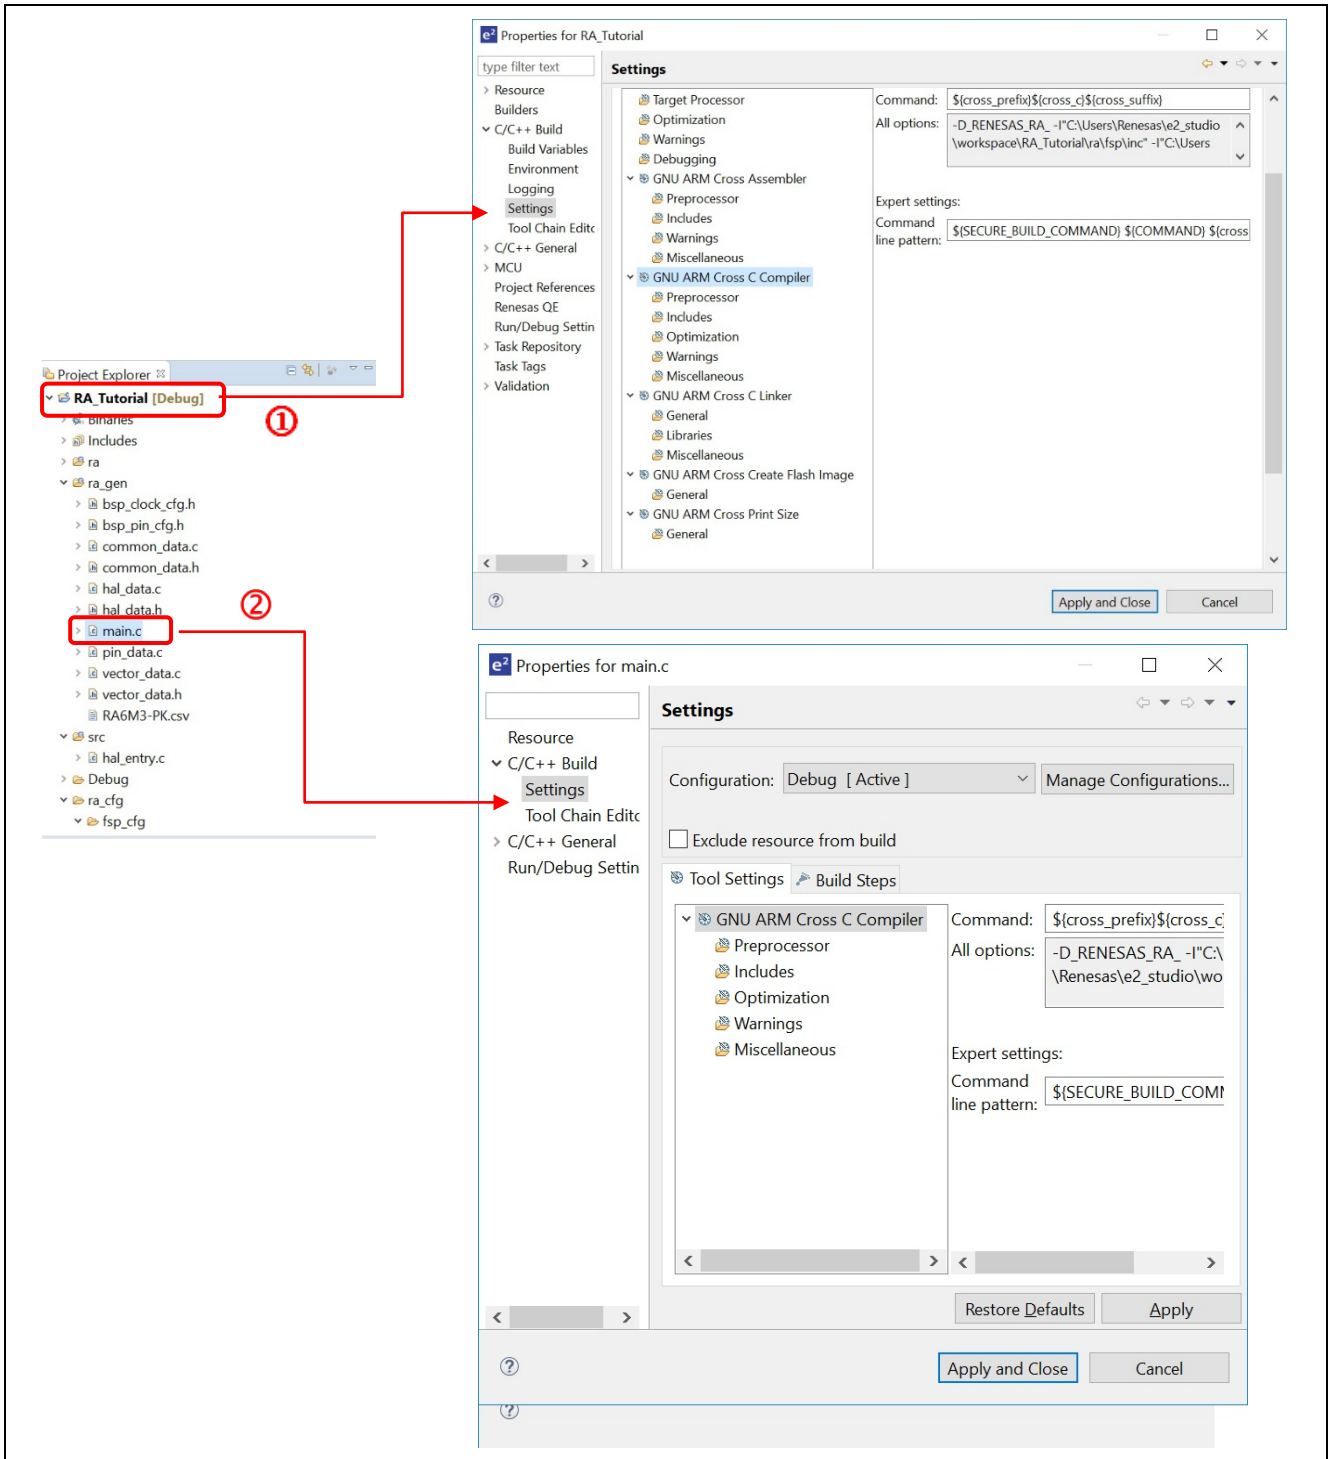 Properties for RA_Tutorial
type filter text
Settings
Resource
Builders
C/C++ Build
Build Variables
Environment
Logging
Settings
Tool Chain Editc
C/C++ General
MCU
Project References
Renesas QE
Run/Debug Settin
Task Repository
Task Tags
Validation
Target Processor
Optimization
Warnings
Debugging
GNU ARM Cross Assembler
Preprocessor
Includes
Warnings
Miscellaneous
GNU ARM Cross C Compiler
Preprocessor
Includes
Optimization
Warnings
Miscellaneous
GNU ARM Cross C Linker
General
Libraries
Miscellaneous
GNU ARM Cross Create Flash Image
General
GNU ARM Cross Print Size
General
Command: ${cross_prefix}${cross_c}${cross_suffix}
All options: -D_RENESAS_RA_ -I"C:\Users\Renesas\e2_studio
\workspace\RA_Tutorial\ra\fsp\inc" -I"C:\Users
Expert settings:
Command
line pattern: ${SECURE_BUILD_COMMAND} ${COMMAND} ${cross
Apply and Close
Cancel
Project Explorer
RA_Tutorial [Debug]
①
Binaries
Includes
ra
ra_gen
bsp_clock_cfg.h
bsp_pin_cfg.h
common_data.c
common_data.h
hal_data.c
hal_data.h
②
main.c
pin_data.c
vector_data.c
vector_data.h
RA6M3-PK.csv
src
hal_entry.c
Debug
ra_cfg
fsp_cfg
e² Properties for main.c
Settings
Resource
C/C++ Build
Settings
Tool Chain Editc
C/C++ General
Run/Debug Settin
Configuration: Debug [ Active ] Manage Configurations...
Exclude resource from build
Tool Settings Build Steps
GNU ARM Cross C Compiler
Preprocessor
Includes
Optimization
Warnings
Miscellaneous
Command: ${cross_prefix}${cross_c}
All options: -D_RENESAS_RA_ -I"C:\
\Renesas\e2_studio\wo
Expert settings:
Command
line pattern: ${SECURE_BUILD_COM
Restore Defaults
Apply
Apply and Close
Cancel